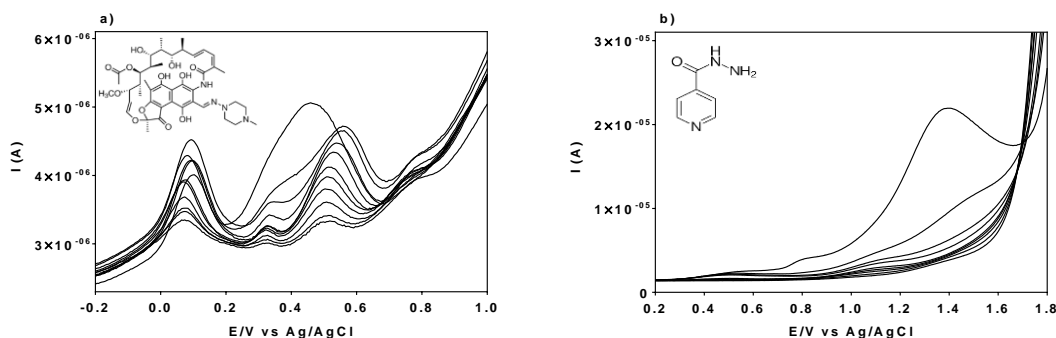 a)
6×10⁻⁰⁶
5×10⁻⁰⁶
4×10⁻⁰⁶
3×10⁻⁰⁶
I (A)
-0.2 0.0 0.2 0.4 0.6 0.8 1.0
E/V vs Ag/AgCl
HO
OH
O
O
CH₃O
OH OH
O
NH
N
N
N
CH₃
OH
O
O
O
CH₃
b)
3×10⁻⁰⁵
2×10⁻⁰⁵
1×10⁻⁰⁵
0
I (A)
0.2 0.4 0.6 0.8 1.0 1.2 1.4 1.6 1.8
E/V vs Ag/AgCl
H
O N NH₂
N